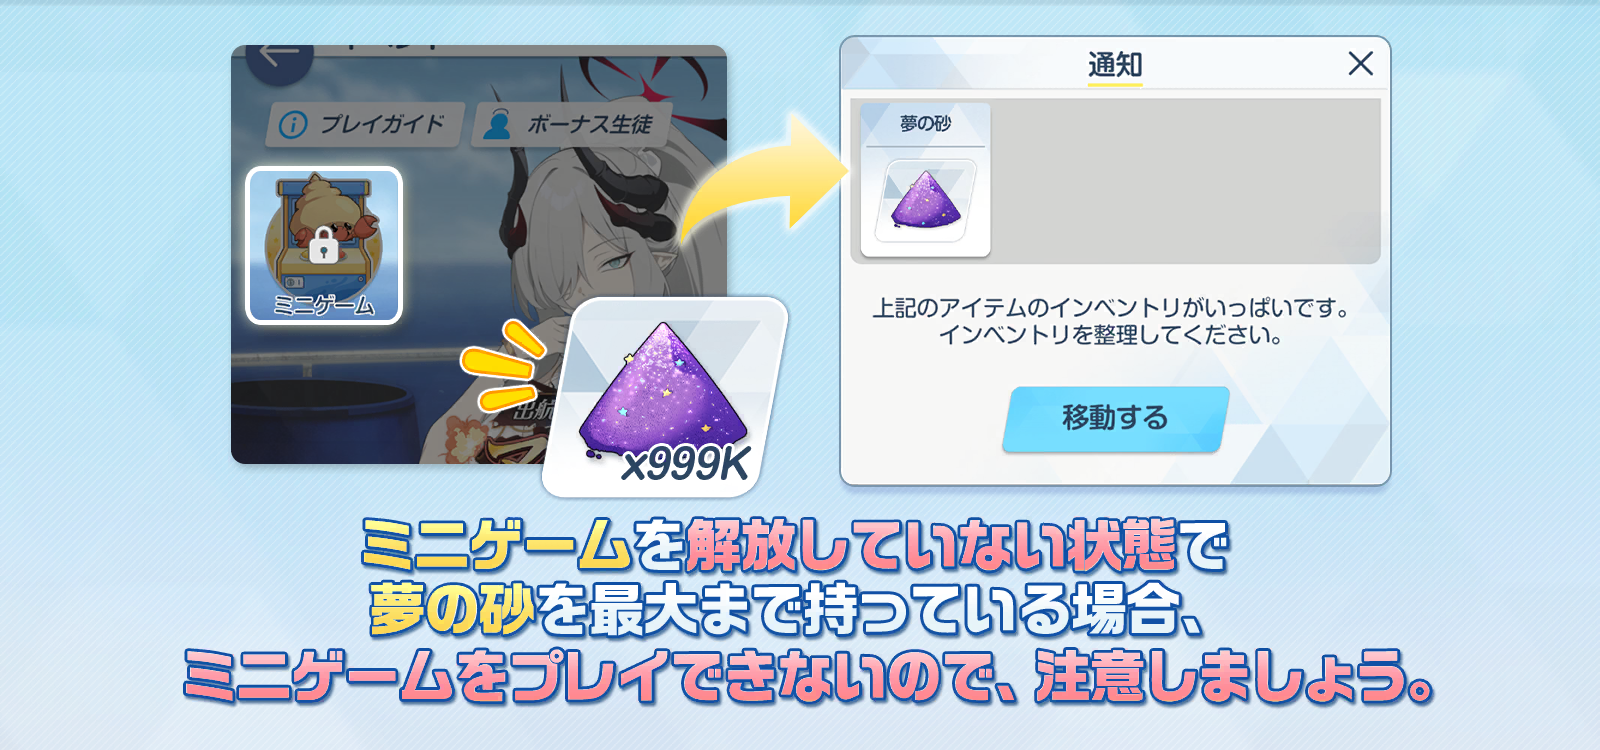 プレイガイド
ボーナス生徒
ミニゲーム
出航
x999K
通知
夢の砂
上記のアイテムのインベントリがいっぱいです。
インベントリを整理してください。
移動する
ミニゲームを解放していない状態で
夢の砂を最大まで持っている場合、
ミニゲームをプレイできないので、注意しましょう。